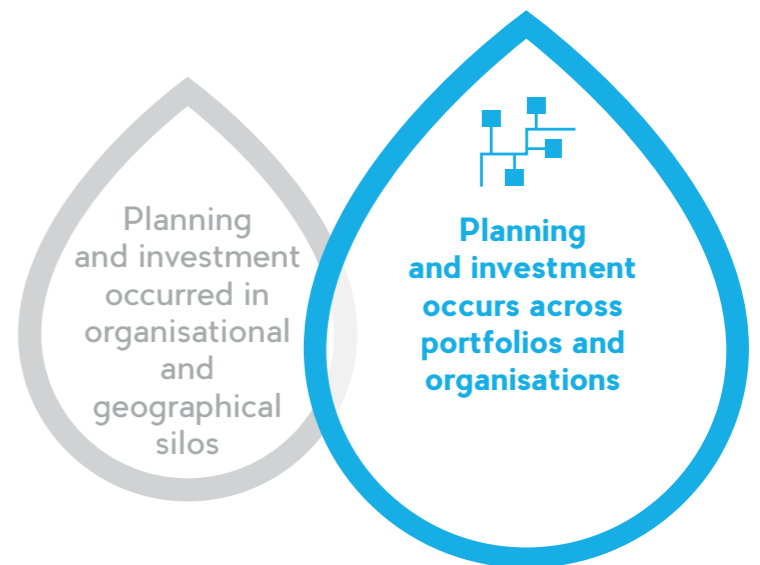 Planning
and investment
occurred in
organisational
and
geographical
silos
Planning
and investment
occurs across
portfolios and
organisations